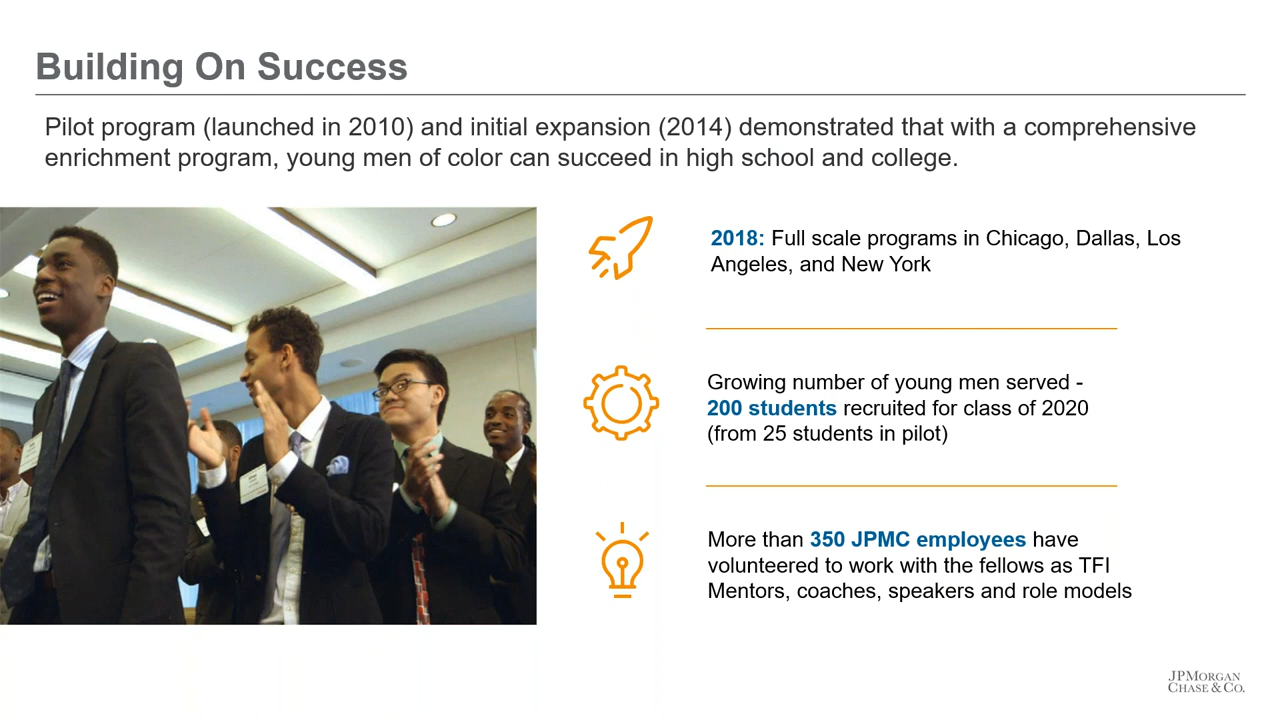 Building On Success
Pilot program (launched in 2010) and initial expansion (2014) demonstrated that with a comprehensive
enrichment program, young men of color can succeed in high school and college.
2018: Full scale programs in Chicago, Dallas, Los
Angeles, and New York
Growing number of young men served -
200 students recruited for class of 2020
(from 25 students in pilot)
More than 350 JPMC employees have
volunteered to work with the fellows as TFI
Mentors, coaches, speakers and role models
JPMORGAN
CHASE & CO.